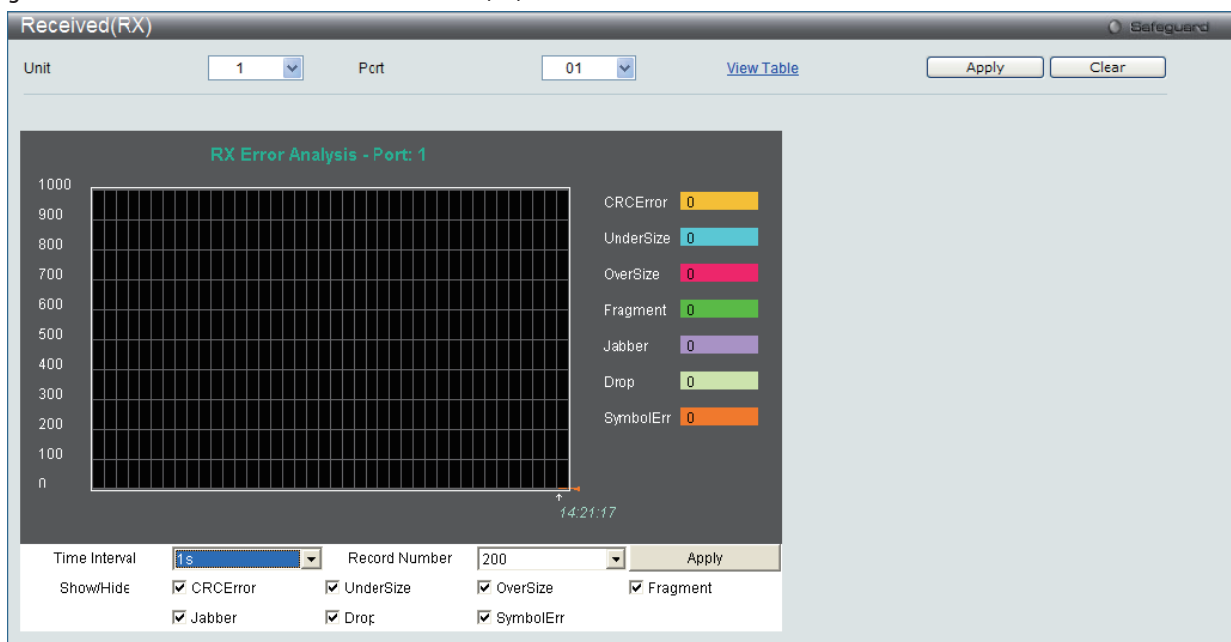 Received(RX) Safeguard
Unit 1 Port 01 View Table Apply Clear
RX Error Analysis - Port: 1
1000
900
800
700
600
500
400
300
200
100
0
CRCError 0
UnderSize 0
OverSize 0
Fragment 0
Jabber 0
Drop 0
SymbolErr 0
14:21:17
Time Interval 1s Record Number 200 Apply
Show/Hide CRCError UnderSize OverSize Fragment
Jabber Drop SymbolErr